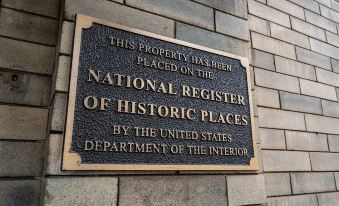 THIS PROPERTY HAS BEEN
PLACED ON THE
NATIONAL REGISTER
OF HISTORIC PLACES
BY THE UNITED STATES
DEPARTMENT OF THE INTERIOR